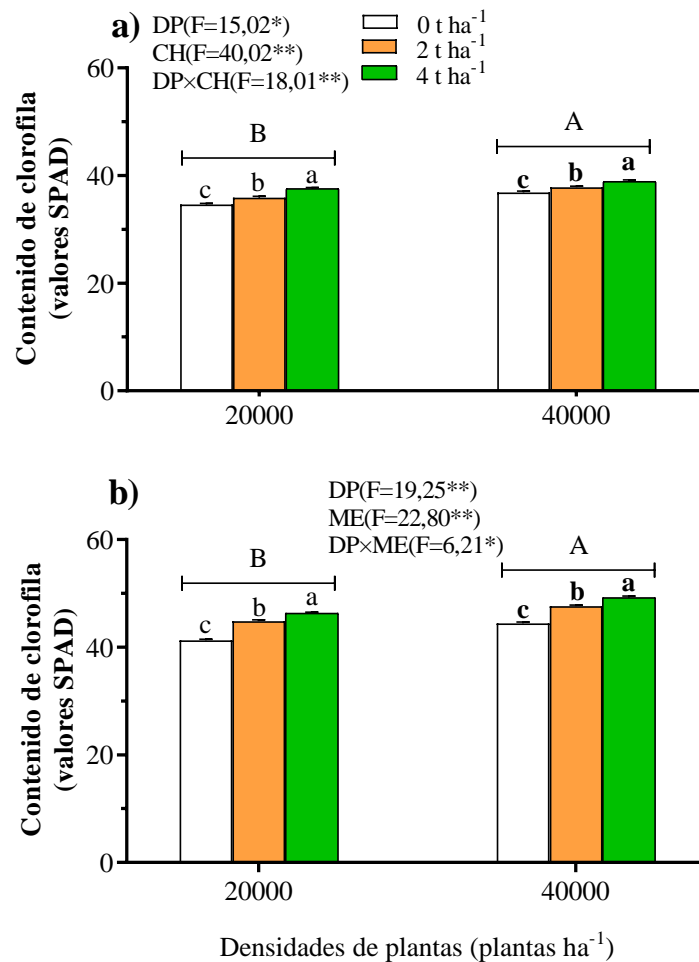 a)
DP(F=15,02*)
CH(F=40,02**)
DP×CH(F=18,01**)
0 t ha⁻¹
2 t ha⁻¹
4 t ha⁻¹
Contenido de clorofila
(valores SPAD)
60
40
20
0
B
c b a
A
c b a
20000
40000
b)
DP(F=19,25**)
ME(F=22,80**)
DP×ME(F=6,21*)
Contenido de clorofila
(valores SPAD)
60
40
20
0
B
c b a
A
c b a
20000
40000
Densidades de plantas (plantas ha⁻¹)